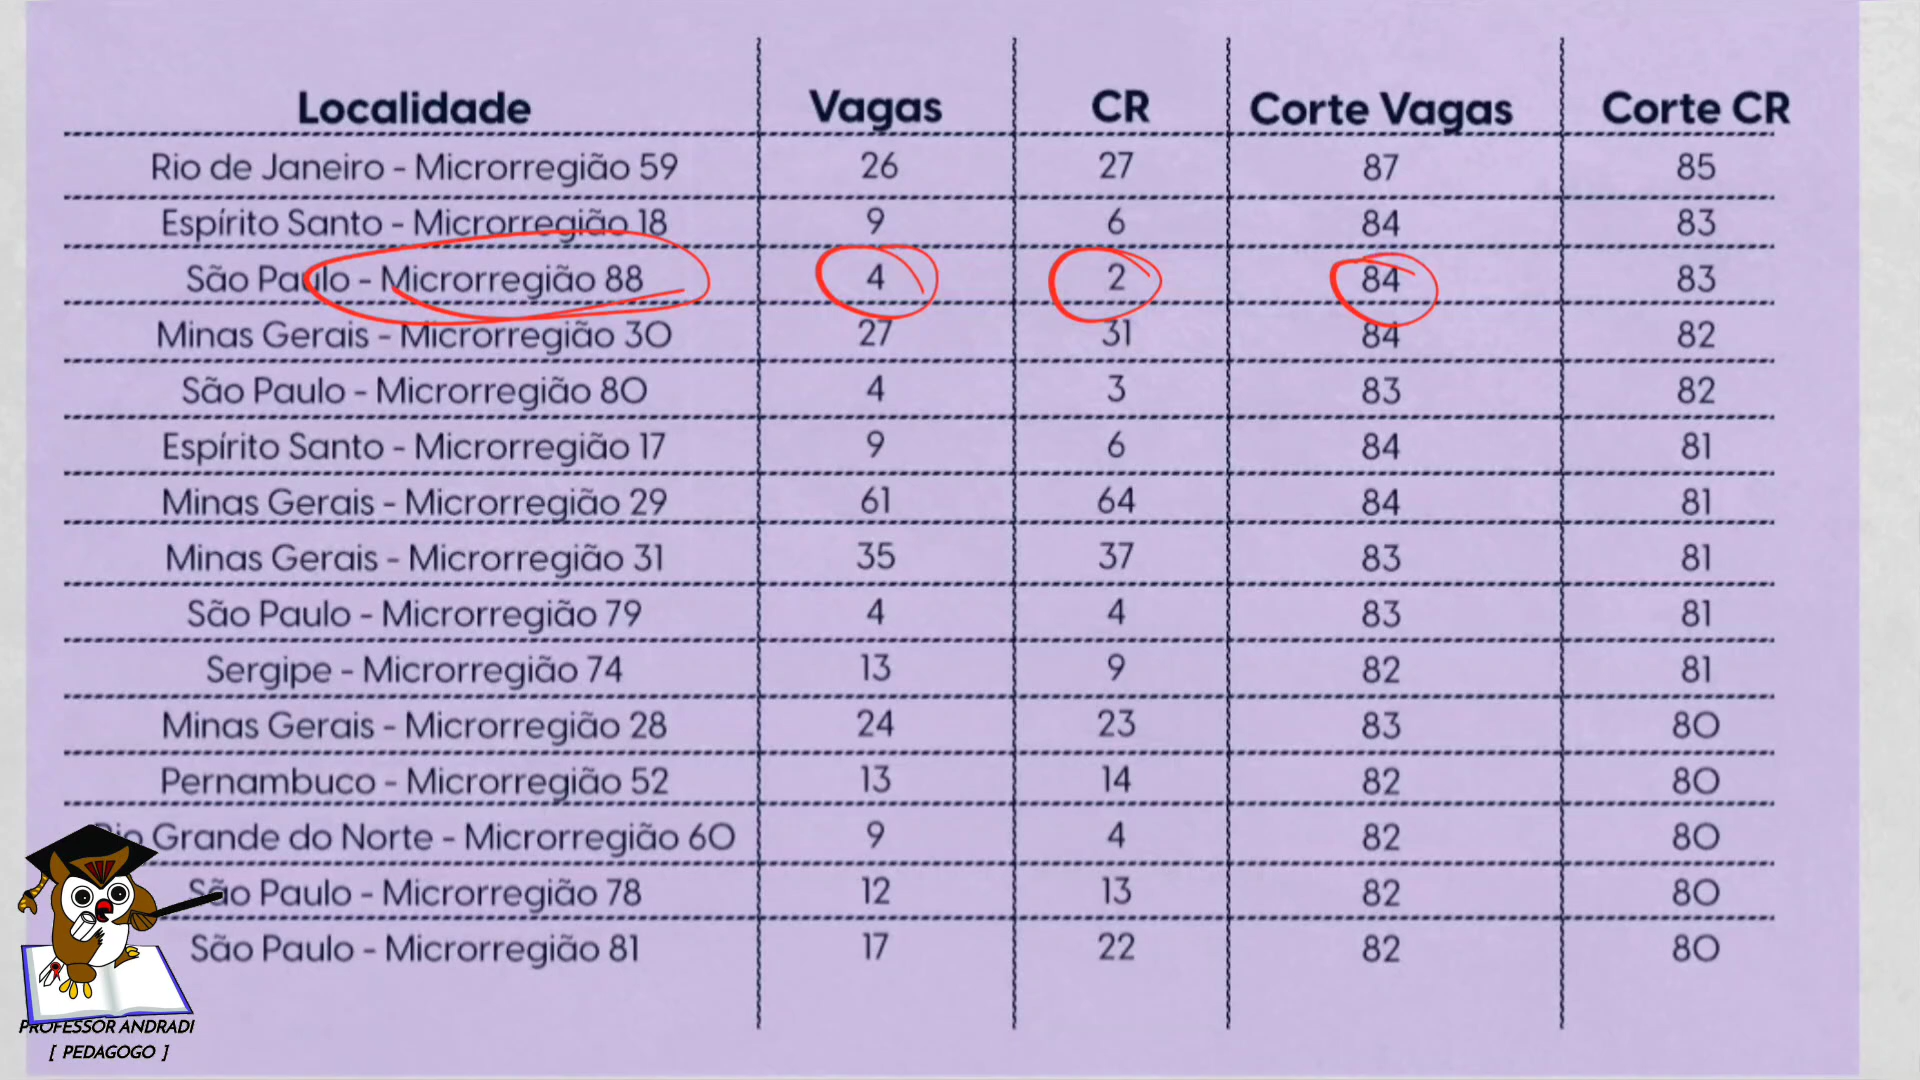 Localidade Vagas CR Corte Vagas Corte CR
Rio de Janeiro - Microrregião 59 26 27 87 85
Espírito Santo - Microrregião 18 9 6 84 83
São Paulo - Microrregião 88 4 2 84 83
Minas Gerais - Microrregião 30 27 31 84 82
São Paulo - Microrregião 80 4 3 83 82
Espírito Santo - Microrregião 17 9 6 84 81
Minas Gerais - Microrregião 29 61 64 84 81
Minas Gerais - Microrregião 31 35 37 83 81
São Paulo - Microrregião 79 4 4 83 81
Sergipe - Microrregião 74 13 9 82 81
Minas Gerais - Microrregião 28 24 23 83 80
Pernambuco - Microrregião 52 13 14 82 80
Rio Grande do Norte - Microrregião 60 9 4 82 80
São Paulo - Microrregião 78 12 13 82 80
São Paulo - Microrregião 81 17 22 82 80
PROFESSOR ANDRADI
[ PEDAGOGO ]